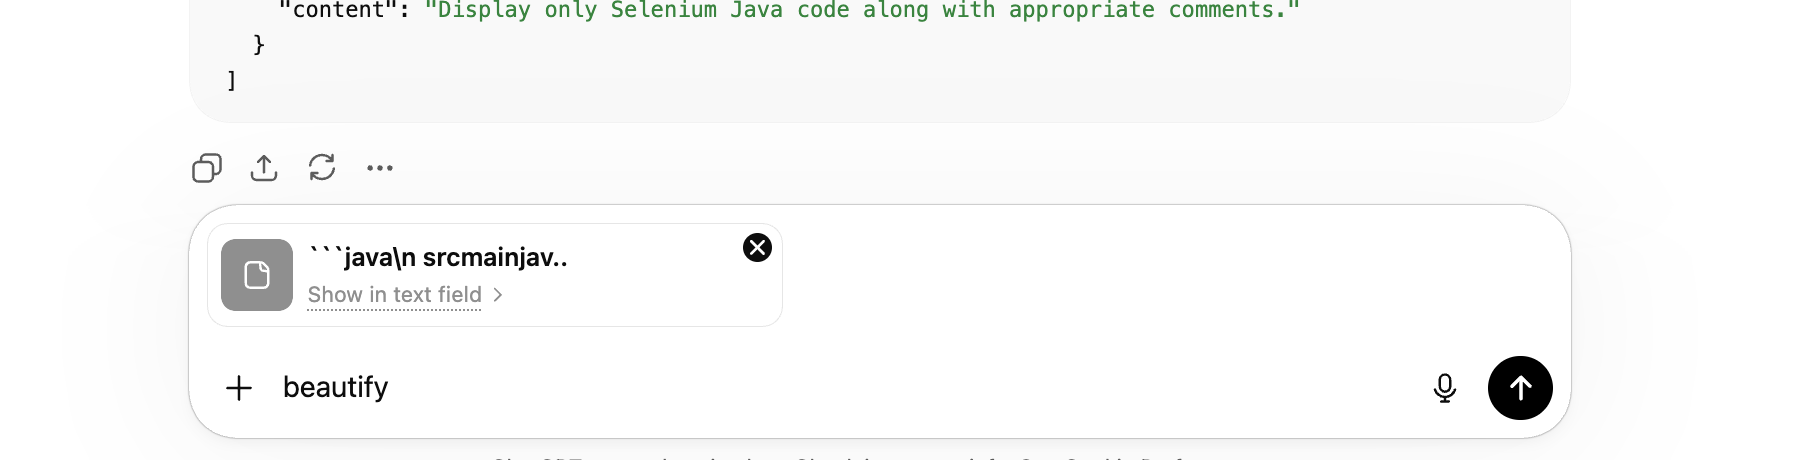 "content": "Display only Selenium Java code along with appropriate comments."
}
]
```java\n srcmainjav..
Show in text field
beautify